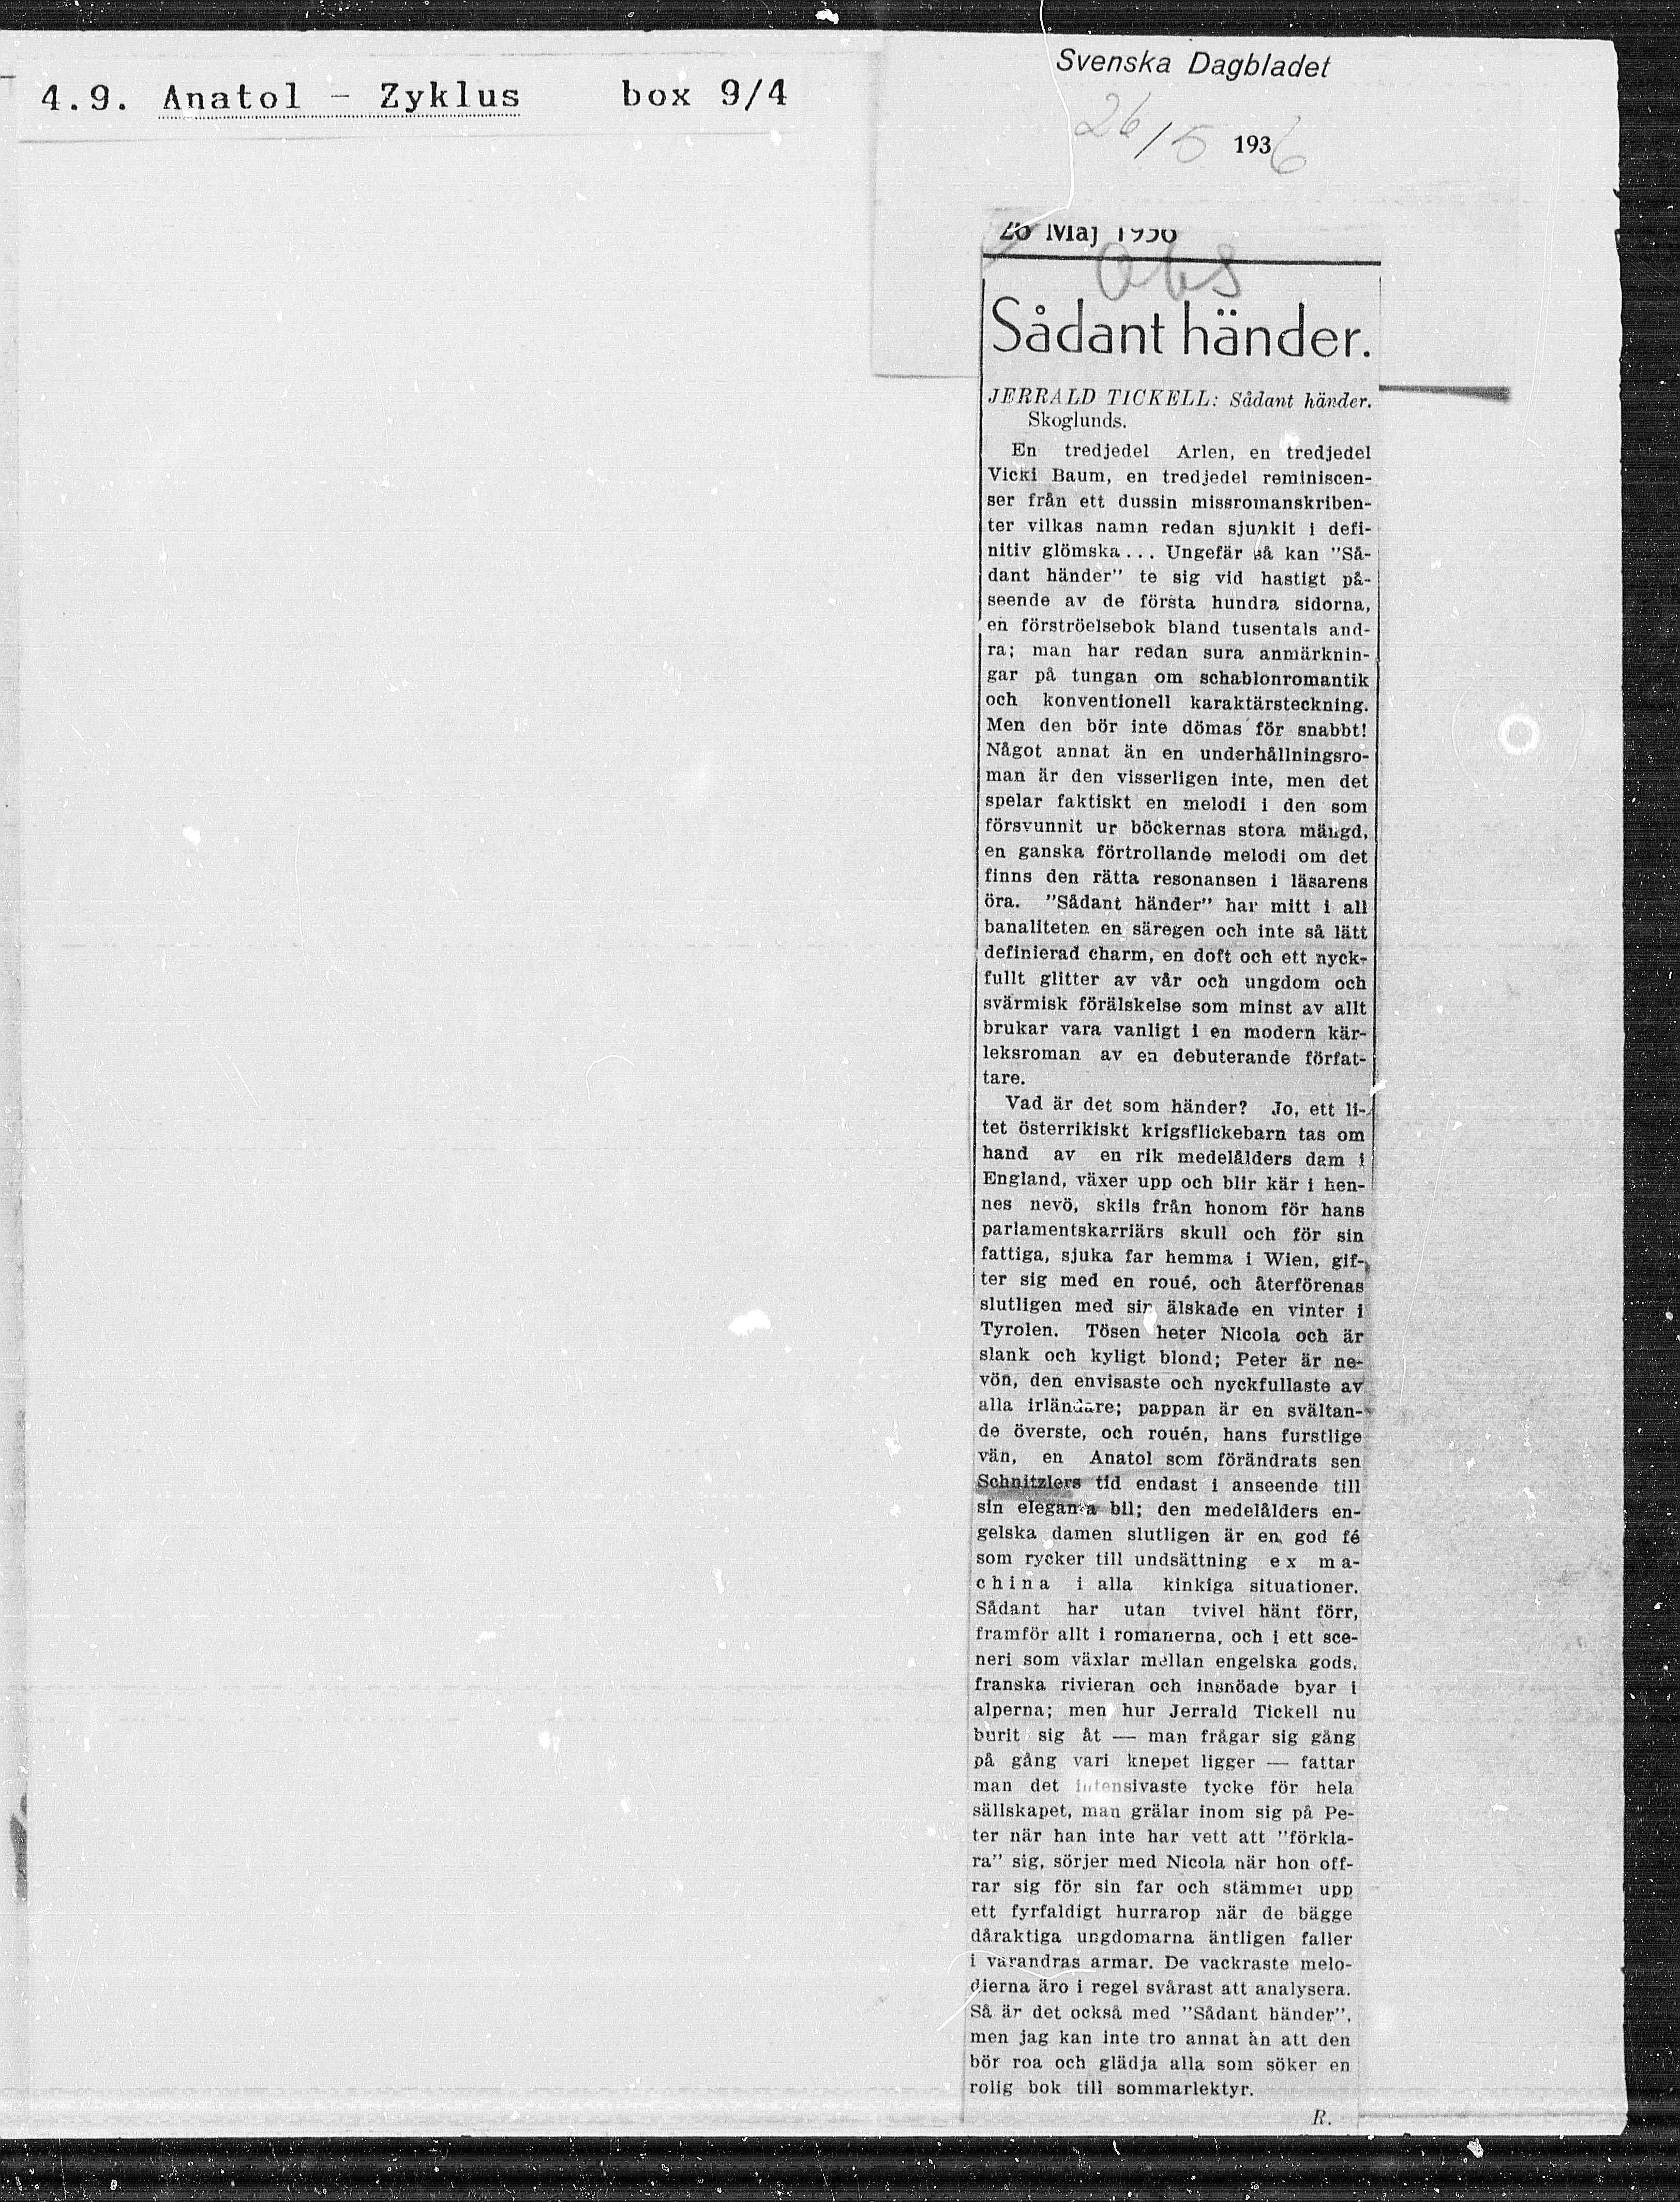 4.9. Anatol - Zyklus box 9/4
Svenska Dagbladet
26/5 1936
26 Maj 1936
Sådant händer.
JERRALD TICKELL: Sådant händer.
Skoglunds.
En tredjedel Arlen, en tredjedel
Vicki Baum, en tredjedel reminiscen-
ser från ett dussin missromanskriben-
ter vilkas namn redan sjunkit i defi-
nitiv glömska... Ungefär så kan "Så-
dant händer" te sig vid hastigt på-
seende av de första hundra sidorna,
en förströelsebok bland tusentals and-
ra; man har redan sura anmärknin-
gar på tungan om schablonromantik
och konventionell karaktärsteckning.
Men den bör inte dömas för snabbt!
Något annat än en underhållningsro-
man är den visserligen inte, men det
spelar faktiskt en melodi i den som
försvunnit ur böckernas stora mängd,
en ganska förtrollande melodi om det
finns den rätta resonansen i läsarens
öra. "Sådant händer" har mitt i all
banaliteten en säregen och inte så lätt
definierad charm, en doft och ett nyck-
fullt glitter av vår och ungdom och
svärmisk förälskelse som minst av allt
brukar vara vanligt i en modern kär-
leksroman av en debuterande förfat-
tare.
Vad är det som händer? Jo, ett li-
tet österrikiskt krigsflickebarn tas om
hand av en rik medelålders dam i
England, växer upp och blir kär i hen-
nes nevö, skils från honom för hans
parlamentskarriärs skull och för sin
fattiga, sjuka far hemma i Wien, gif-
ter sig med en roué, och återförenas
slutligen med sin älskade en vinter i
Tyrolen. Tösen heter Nicola och är
slank och kyligt blond; Peter är ne-
vön, den envisaste och nyckfullaste av
alla irländare; pappan är en svältan-
de överste, och rouén, hans furstlige
vän, en Anatol som förändrats sen
Schnitzlers tid endast i anseende till
sin eleganta bil; den medelålders en-
gelska damen slutligen är en god fé
som rycker till undsättning ex ma-
china i alla kinkiga situationer.
Sådant har utan tvivel hänt förr,
framför allt i romanerna, och i ett sce-
neri som växlar mellan engelska gods,
franska rivieran och insnöade byar i
alperna; men hur Jerrald Tickell nu
burit sig åt — man frågar sig gång
på gång vari knepet ligger — fattar
man det intensivaste tycke för hela
sällskapet, man grälar inom sig på Pe-
ter när han inte har vett att "förkla-
ra" sig, sörjer med Nicola när hon off-
rar sig för sin far och stämmer upp
ett fyrfaldigt hurrarop när de bägge
dåraktiga ungdomarna äntligen faller
i varandras armar. De vackraste melo-
dierna äro i regel svårast att analysera.
Så är det också med "Sådant händer",
men jag kan inte tro annat än att den
bör roa och glädja alla som söker en
rolig bok till sommarlektyr.
R.